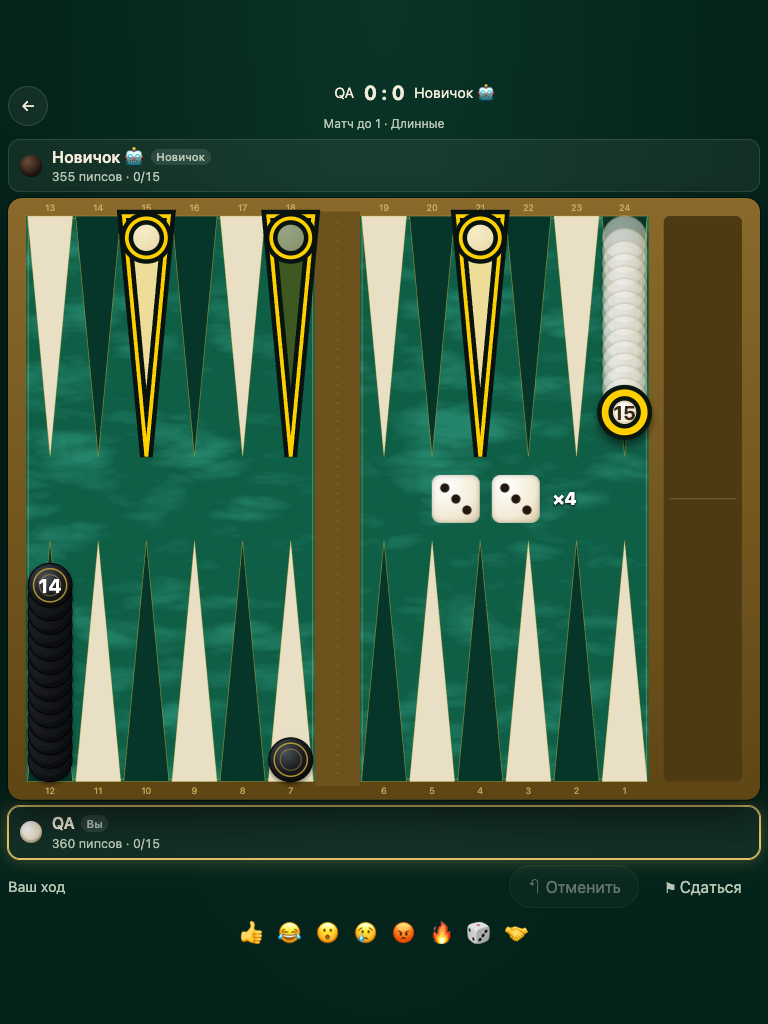 QA 0 : 0 Новичок
Матч до 1 · Длинные
Новичок Новичок
355 пипсов · 0/15
13 14 15 16 17 18 19 20 21 22 23 24
15
×4
14
12 11 10 9 8 7 6 5 4 3 2 1
QA Вы
360 пипсов · 0/15
Ваш ход Отменить Сдаться